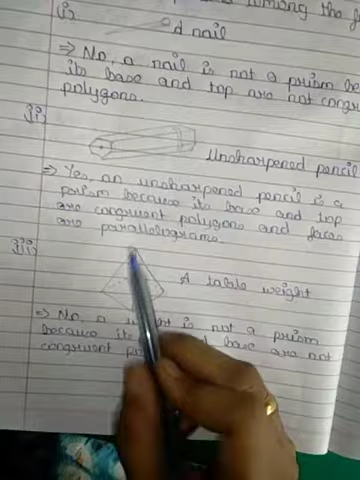 among the
i).
d nail
⇒ No, a nail is not a prism be
its base and top are not congr
polygons.
ii).
Unsharpened pencil
⇒ Yes, an unsharpened pencil is a
prism because its base and top
are congruent polygons and faces
are parallelograms.
iii).
A table weight
⇒ No, a is not a prism
because its base are not
congruent